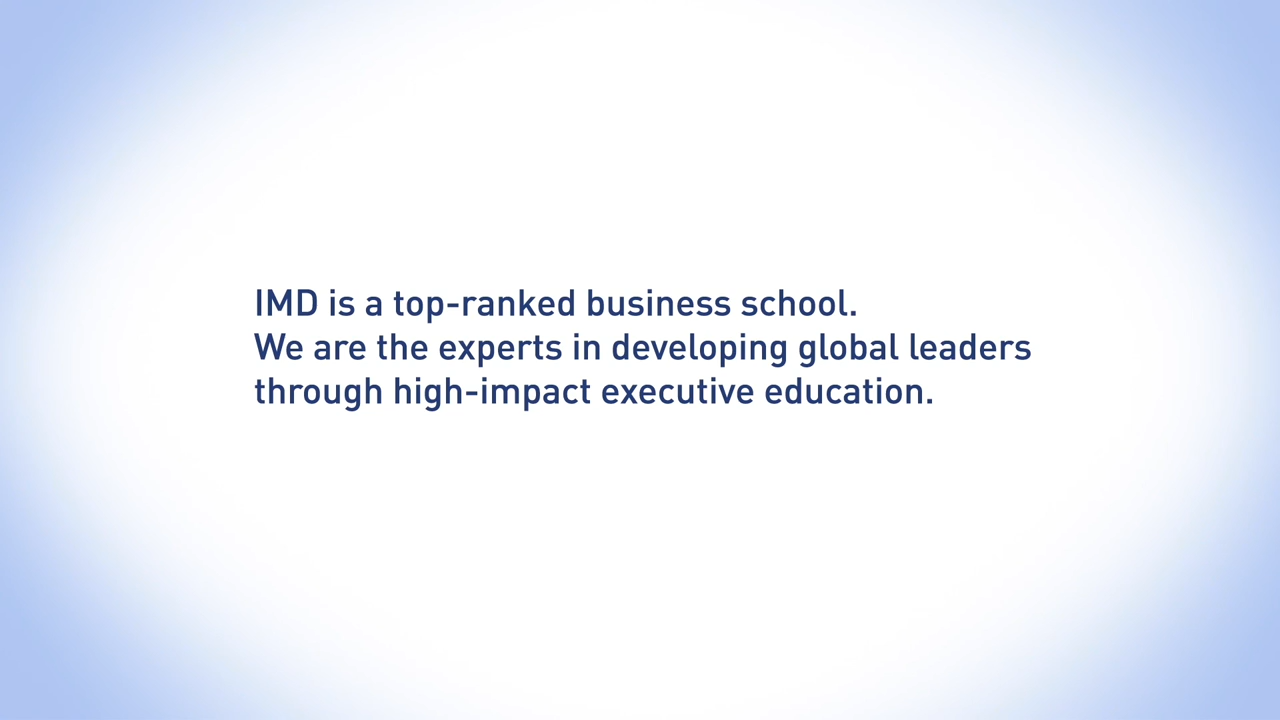 IMD is a top-ranked business school.
We are the experts in developing global leaders
through high-impact executive education.